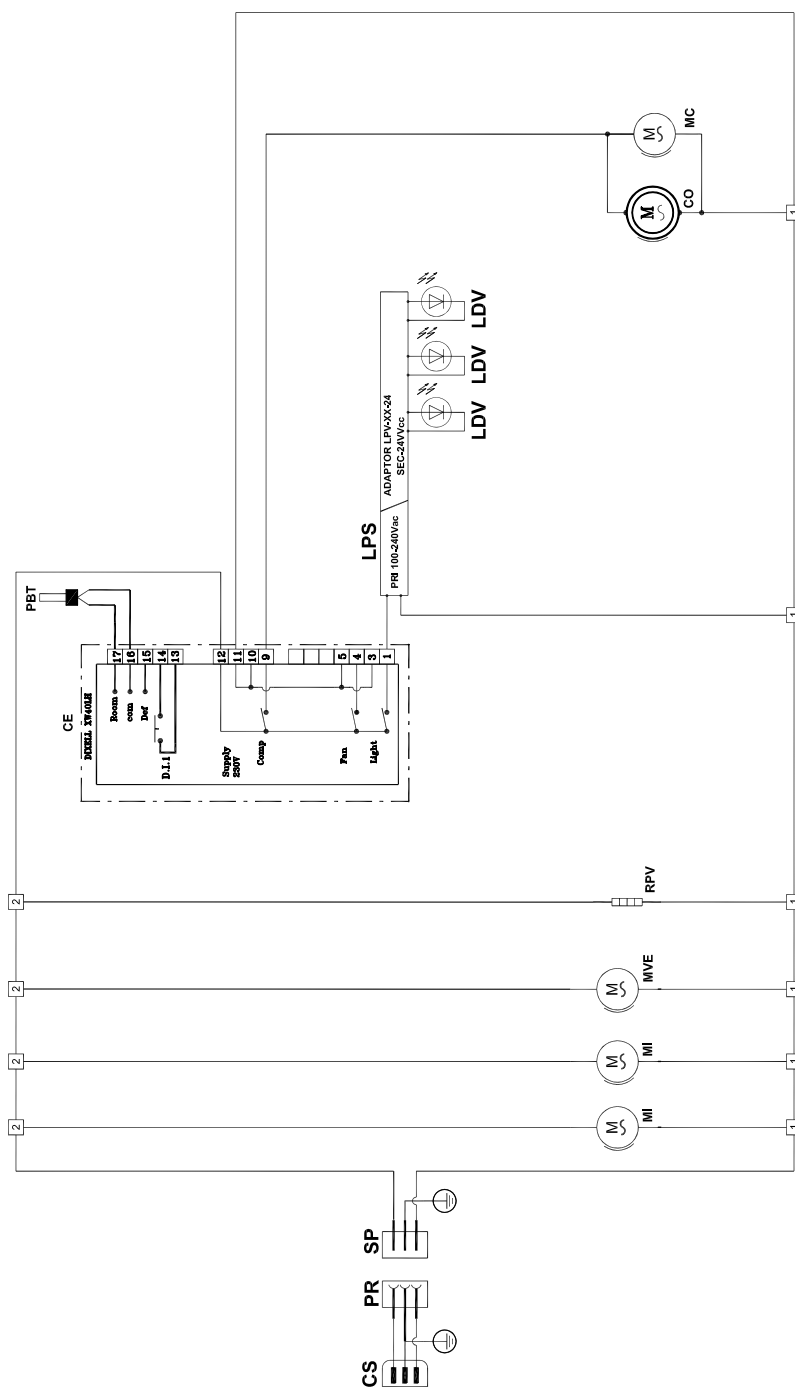 MC
CO
1
LDV
LDV
LDV
ADAPTOR LPV-XX-24
SEC-24VVcc
PRI 100-240Vac
LPS
1
PBT
CE
DIXELL XW40LH
17
16
15
14
13
12
11
10
9
5
4
3
1
Room
com
Def
D.I.1
Supply
230V
Comp
Fan
Light
2
RPV
1
2
MVE
1
2
MI
1
2
MI
1
M
M
M
M
M
SP
PR
CS